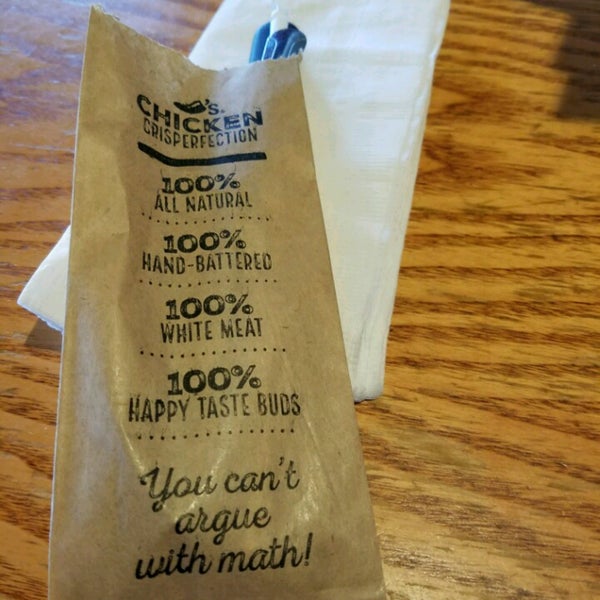 's.
CHICKEN
CRISPERFECTION
100%
ALL NATURAL
100%
HAND-BATTERED
100%
WHITE MEAT
100%
HAPPY TASTE BUDS
You can't
argue
with math!